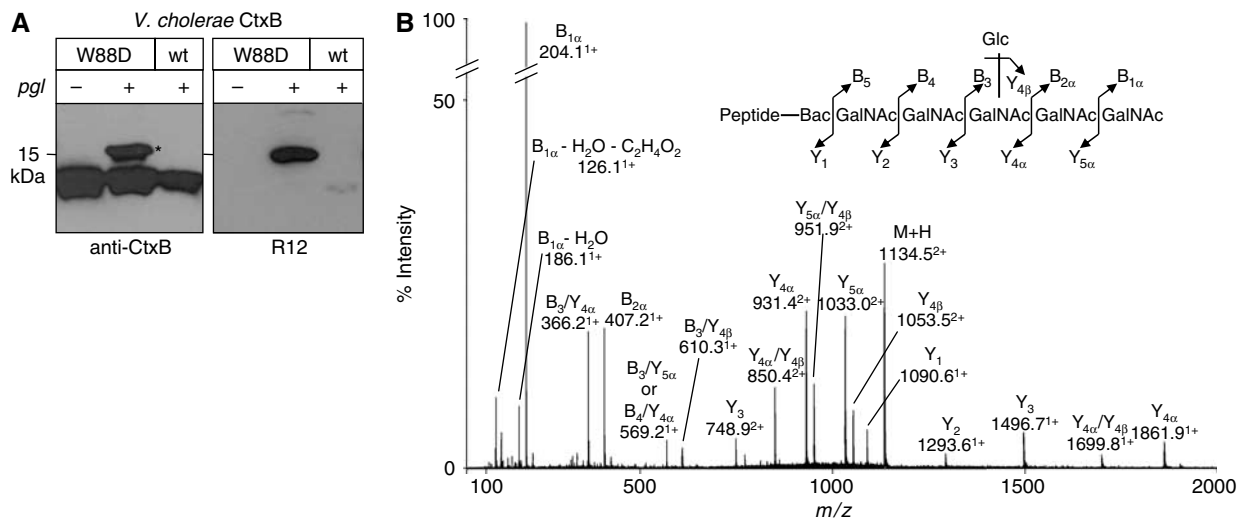 A
V. cholerae CtxB
W88D wt W88D wt
pgl – + + – + +
15
kDa
*
anti-CtxB R12
B
% Intensity
100
50
0
100 500 1000 1500 2000
m/z
B1α
204.1¹⁺
B1α - H2O - C2H4O2
126.1¹⁺
B1α- H2O
186.1¹⁺
B3/Y4α
366.2¹⁺
B2α
407.2¹⁺
B3/Y5α
or
B4/Y4α
569.2¹⁺
B3/Y4β
610.3¹⁺
Y3
748.9²⁺
Y4α/Y4β
850.4²⁺
Y4α
931.4²⁺
Y5α/Y4β
951.9²⁺
Y5α
1033.0²⁺
M+H
1134.5²⁺
Y4β
1053.5²⁺
Y1
1090.6¹⁺
Y2
1293.6¹⁺
Y3
1496.7¹⁺
Y4α/Y4β
1699.8¹⁺
Y4α
1861.9¹⁺
Glc
B5 B4 B3 Y4β B2α B1α
Peptide—Bac GalNAc GalNAc GalNAc GalNAc GalNAc
Y1 Y2 Y3 Y4α Y5α